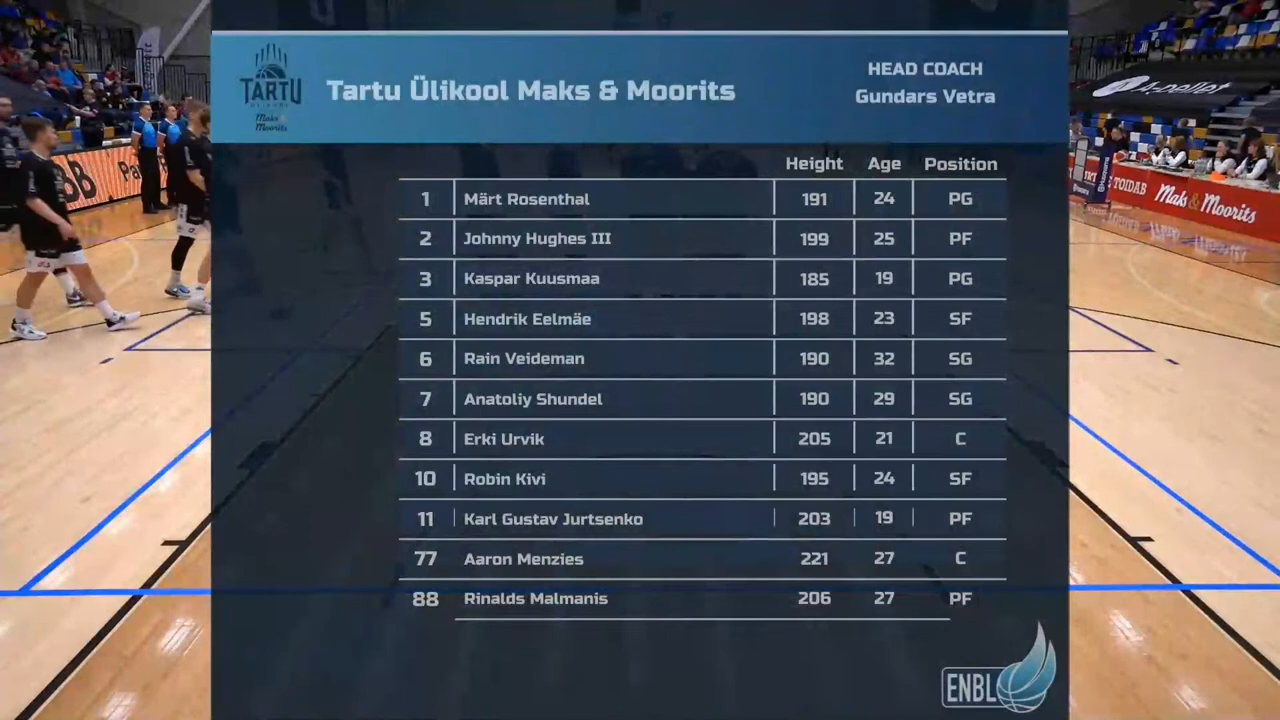 TARTU
Maks &
Moorits
Tartu Ülikool Maks & Moorits
HEAD COACH
Gundars Vetra
Height Age Position
1 Märt Rosenthal 191 24 PG
2 Johnny Hughes III 199 25 PF
3 Kaspar Kuusmaa 185 19 PG
5 Hendrik Eelmäe 198 23 SF
6 Rain Veideman 190 32 SG
7 Anatoliy Shundel 190 29 SG
8 Erki Urvik 205 21 C
10 Robin Kivi 195 24 SF
11 Karl Gustav Jurtsenko 203 19 PF
77 Aaron Menzies 221 27 C
88 Rinalds Malmanis 206 27 PF
ENBL
TOIDAB
Maks & Moorits